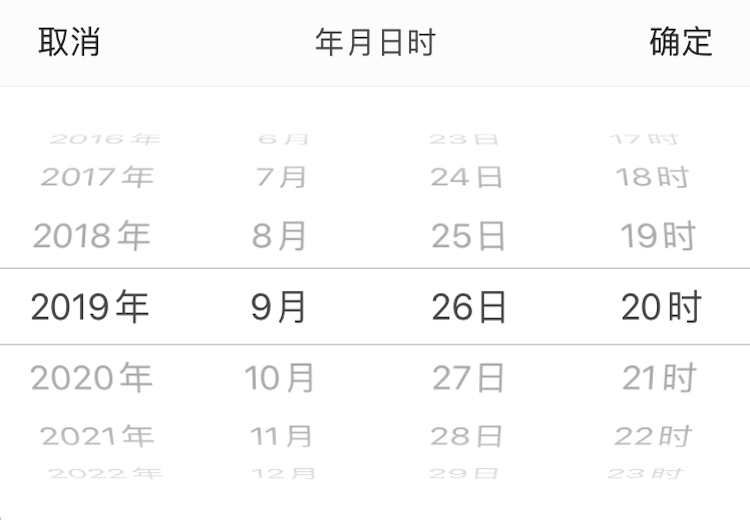 取消 年月日时 确定
2016年 6月 23日 17时
2017年 7月 24日 18时
2018年 8月 25日 19时
2019年 9月 26日 20时
2020年 10月 27日 21时
2021年 11月 28日 22时
2022年 12月 29日 23时